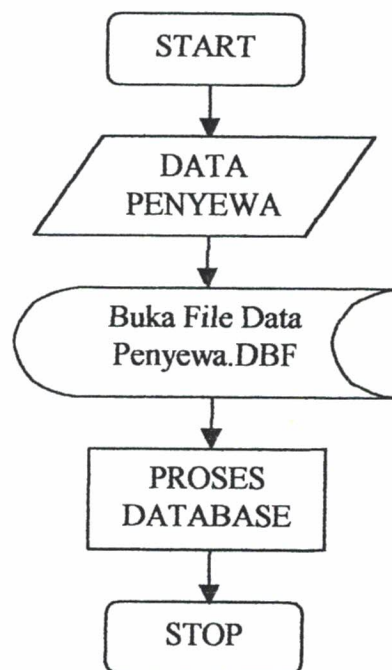 START
DATA
PENYEWA
Buka File Data
Penyewa.DBF
PROSES
DATABASE
STOP